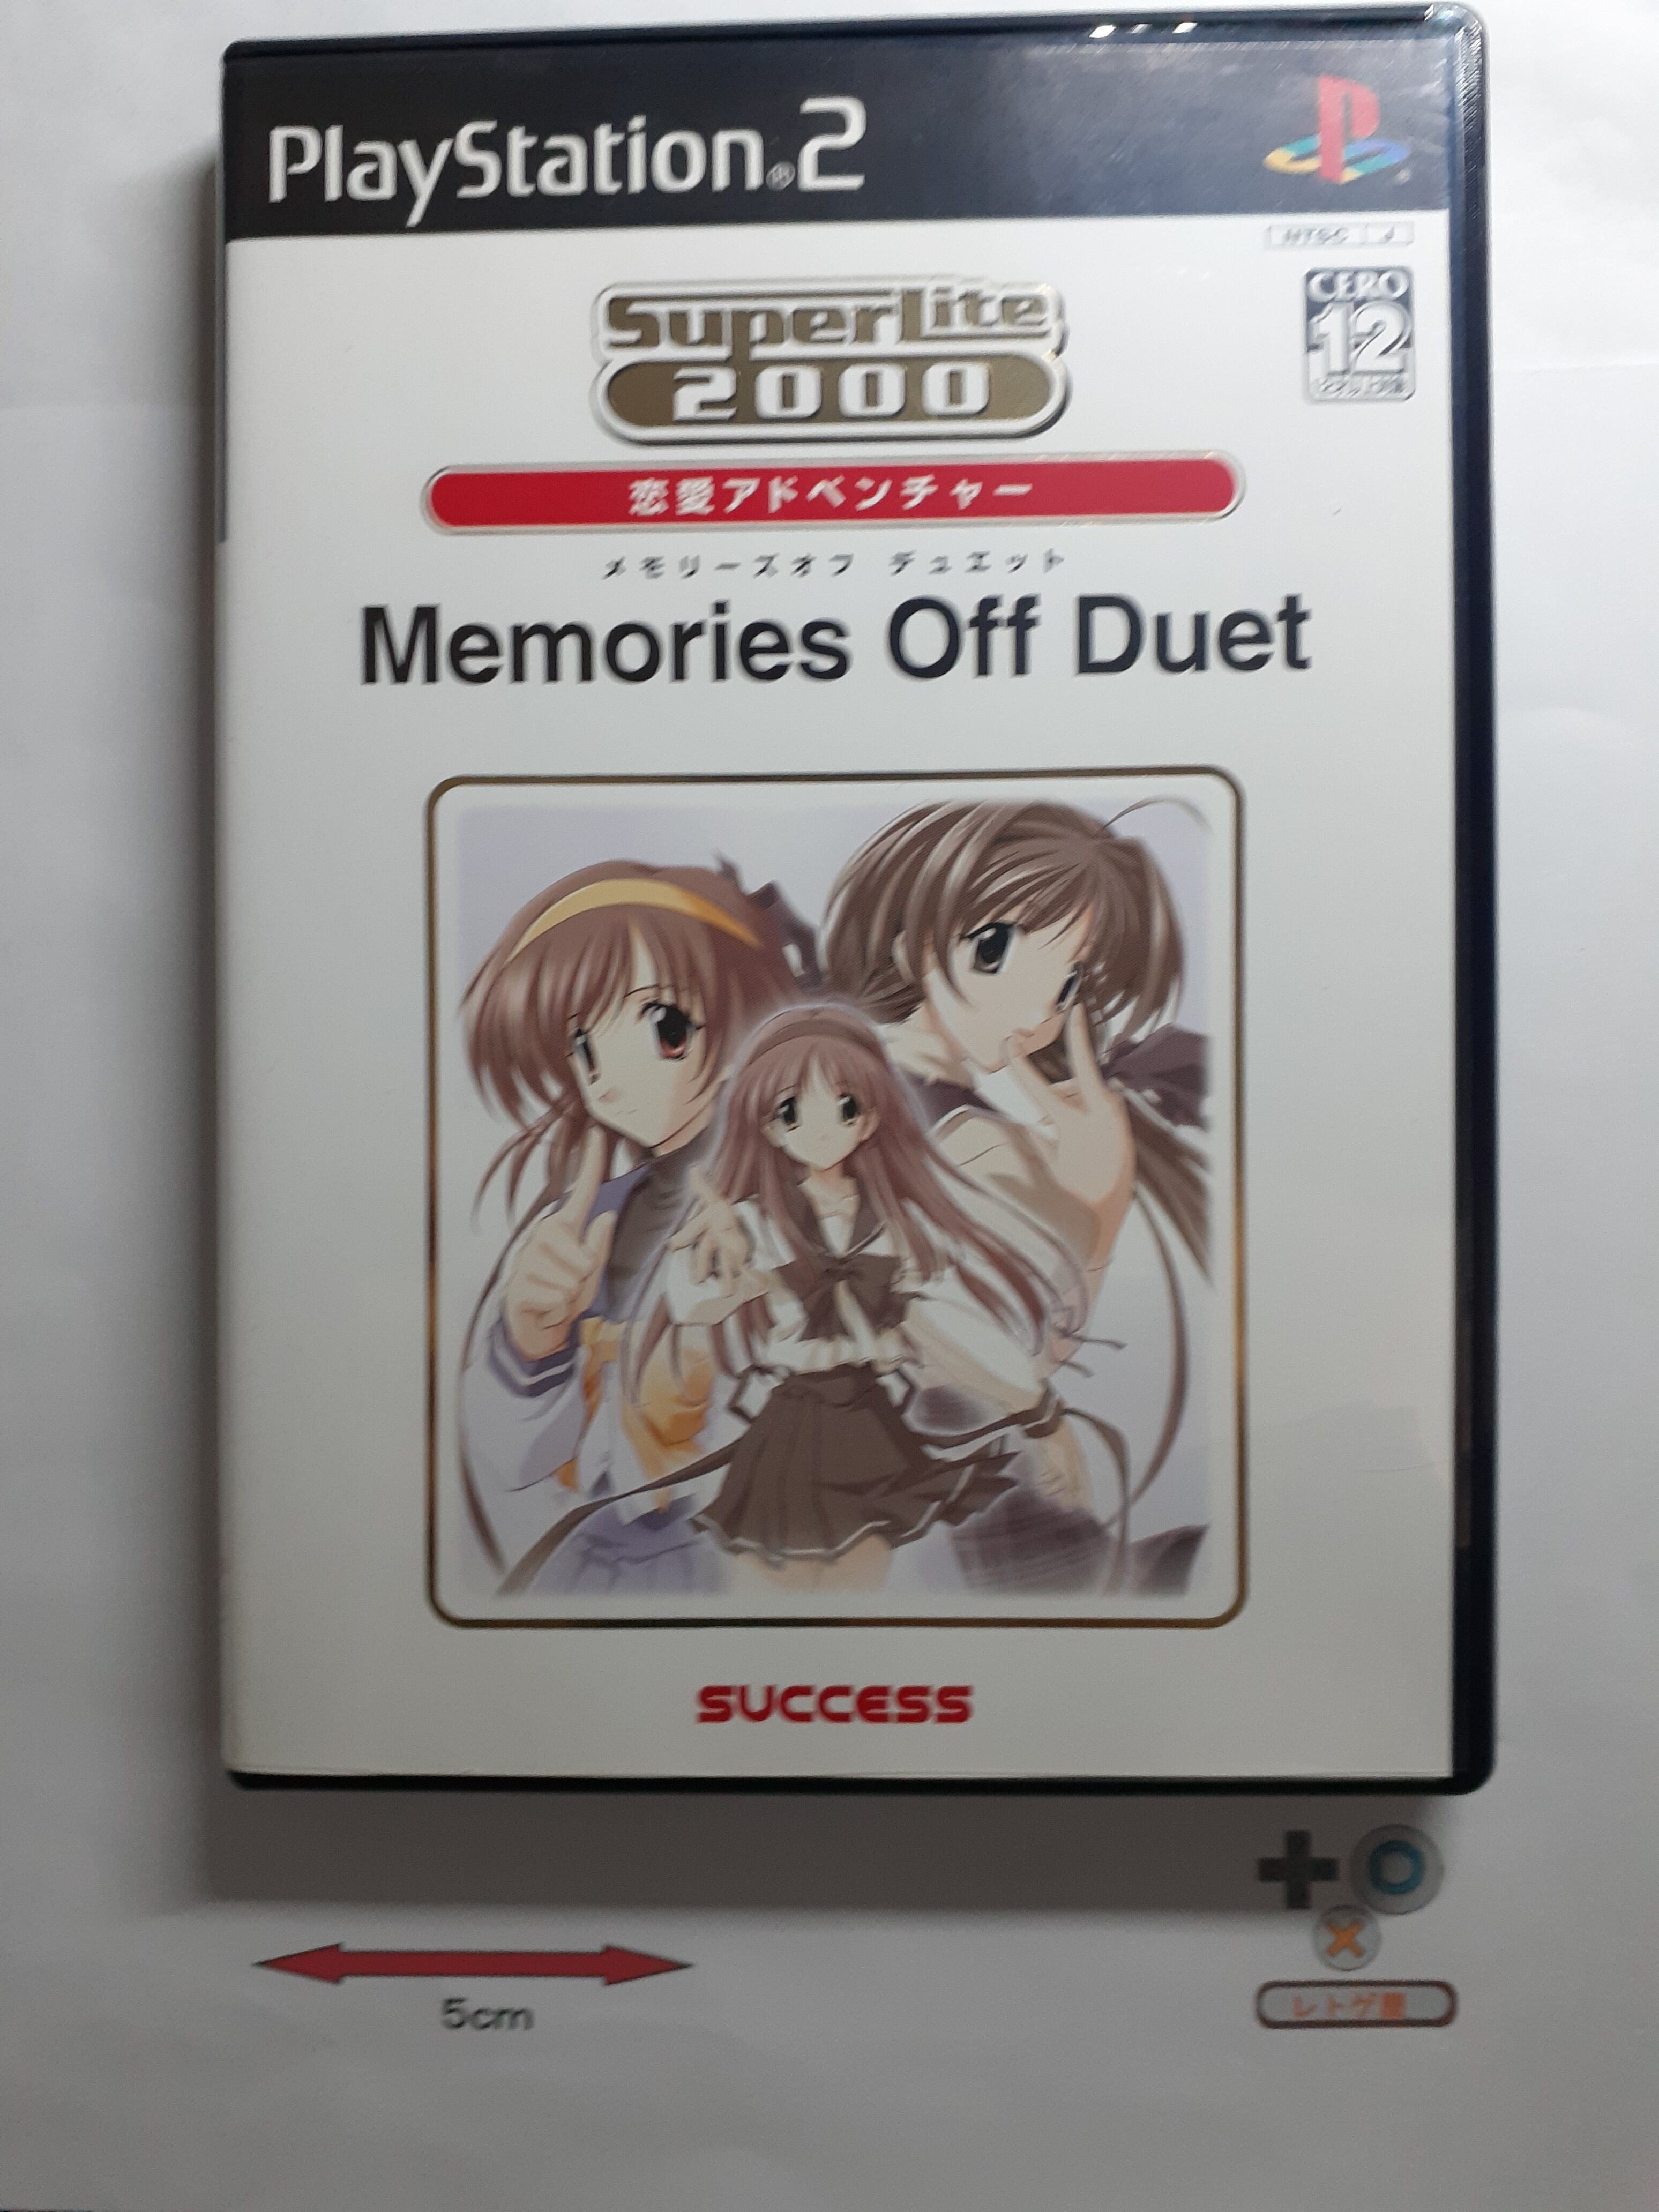 PlayStation®2
NTSC J
CERO
12
SuperLite
2000
恋愛アドベンチャー
メモリーズオフ デュエット
Memories Off Duet
SUCCESS
5cm
レトゲ屋